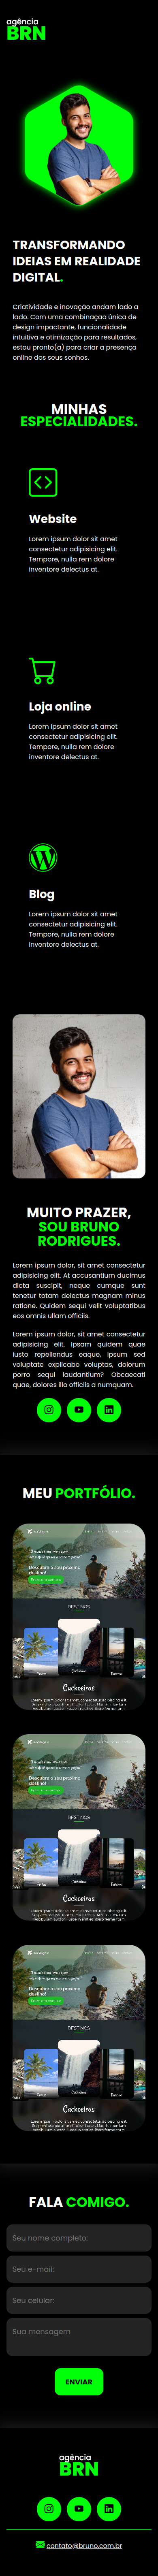 agência
BRN
TRANSFORMANDO
IDEIAS EM REALIDADE
DIGITAL.
Criatividade e inovação andam lado a
lado. Com uma combinação única de
design impactante, funcionalidade
intuitiva e otimização para resultados,
estou pronto(a) para criar a presença
online dos seus sonhos.
MINHAS
ESPECIALIDADES.
Website
Lorem ipsum dolor sit amet
consectetur adipisicing elit.
Tempore, nulla rem dolore
inventore delectus at.
Loja online
Lorem ipsum dolor sit amet
consectetur adipisicing elit.
Tempore, nulla rem dolore
inventore delectus at.
Blog
Lorem ipsum dolor sit amet
consectetur adipisicing elit.
Tempore, nulla rem dolore
inventore delectus at.
MUITO PRAZER,
SOU BRUNO
RODRIGUES.
Lorem ipsum dolor, sit amet consectetur
adipisicing elit. At accusantium ducimus
dicta suscipit, neque cumque sunt
tenetur totam delectus magnam minus
ratione. Quidem sequi velit voluptatibus
eos omnis ullam officiis.
Lorem ipsum dolor, sit amet consectetur
adipisicing elit. Ipsam quidem quae
iusto repellendus eaque, ipsum sed
voluptate explicabo voluptas, dolorum
porro sequi laudantium? Obcaecati
quae, dolores illo officiis a numquam.
MEU PORTFÓLIO.
Descubra o seu próximo
destino!
DESTINOS
Cachoeiras
Cachoeiras
Descubra o seu próximo
destino!
DESTINOS
Cachoeiras
Cachoeiras
Descubra o seu próximo
destino!
DESTINOS
Cachoeiras
Cachoeiras
FALA COMIGO.
Seu nome completo:
Seu e-mail:
Seu celular:
Sua mensagem
ENVIAR
agência
BRN
contato@bruno.com.br